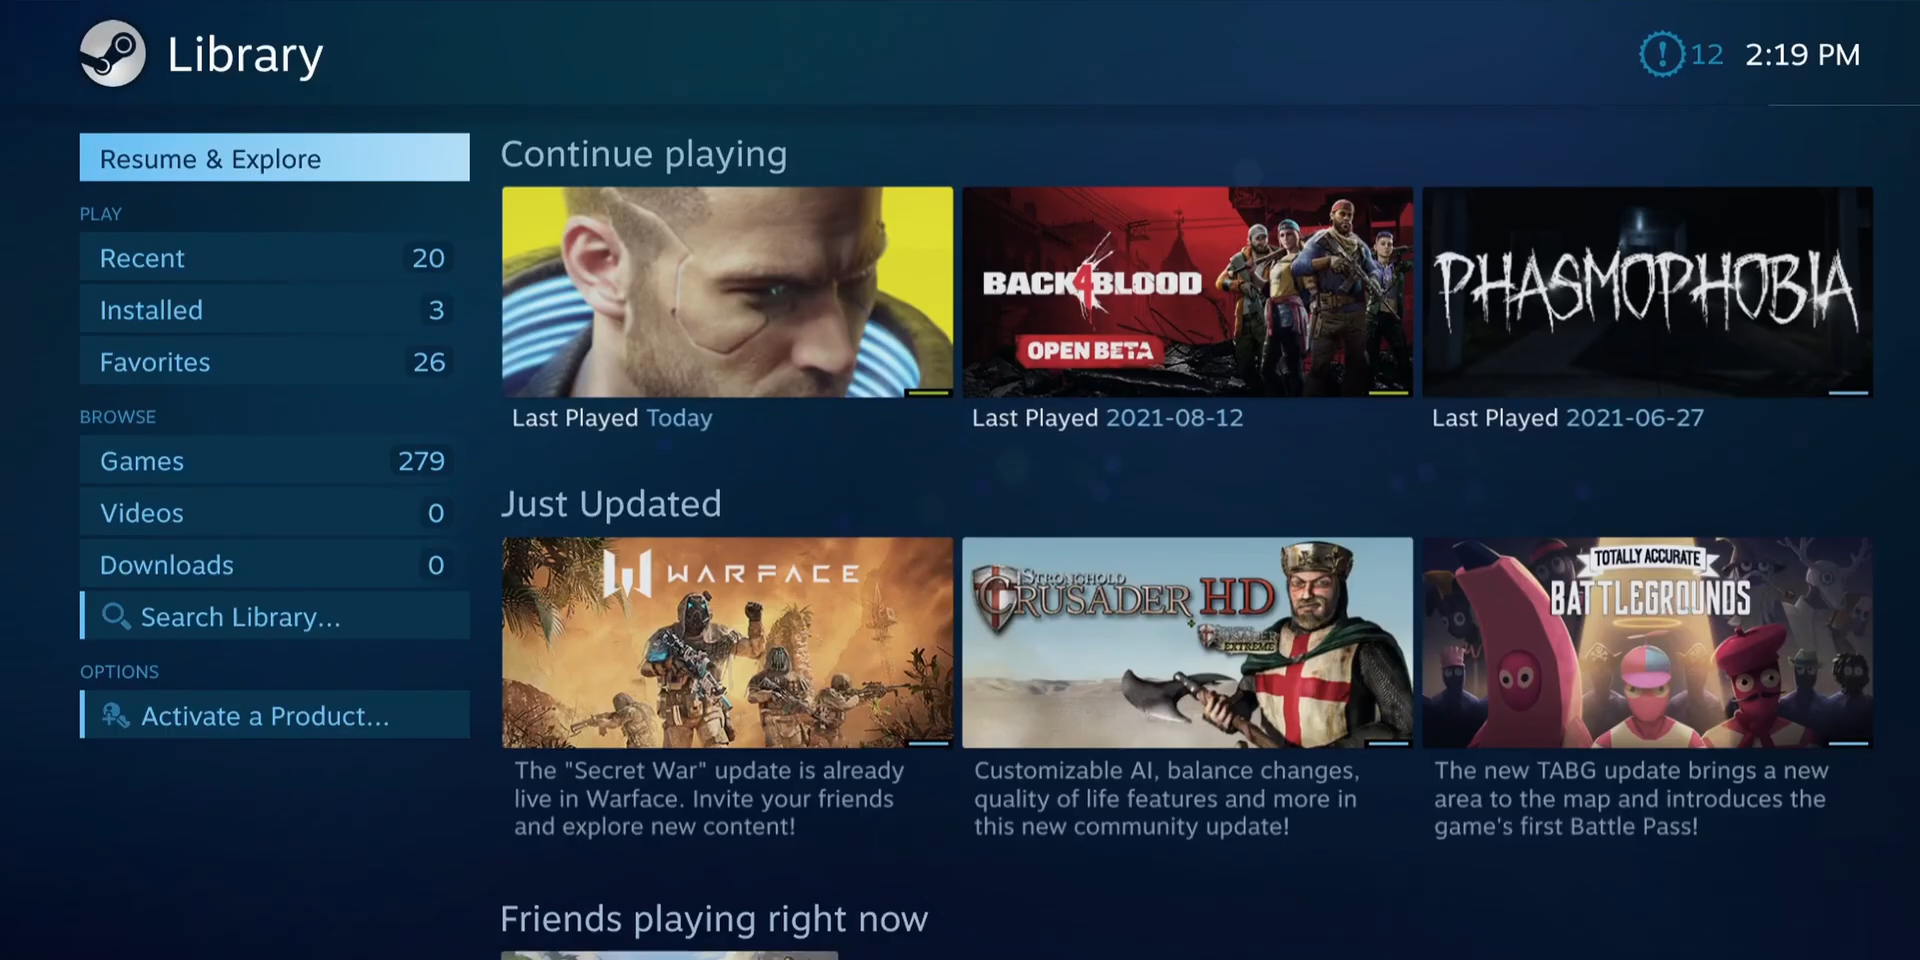 Library
12 2:19 PM
Resume & Explore
PLAY
Recent 20
Installed 3
Favorites 26
BROWSE
Games 279
Videos 0
Downloads 0
Search Library...
OPTIONS
Activate a Product...
Continue playing
BACK 4 BLOOD
OPEN BETA
PHASMOPHOBIA
Last Played Today
Last Played 2021-08-12
Last Played 2021-06-27
Just Updated
WARFACE
STRONGHOLD
CRUSADER HD
CRUSADER
EXTREME
TOTALLY ACCURATE
BATTLEGROUNDS
The "Secret War" update is already
live in Warface. Invite your friends
and explore new content!
Customizable AI, balance changes,
quality of life features and more in
this new community update!
The new TABG update brings a new
area to the map and introduces the
game's first Battle Pass!
Friends playing right now